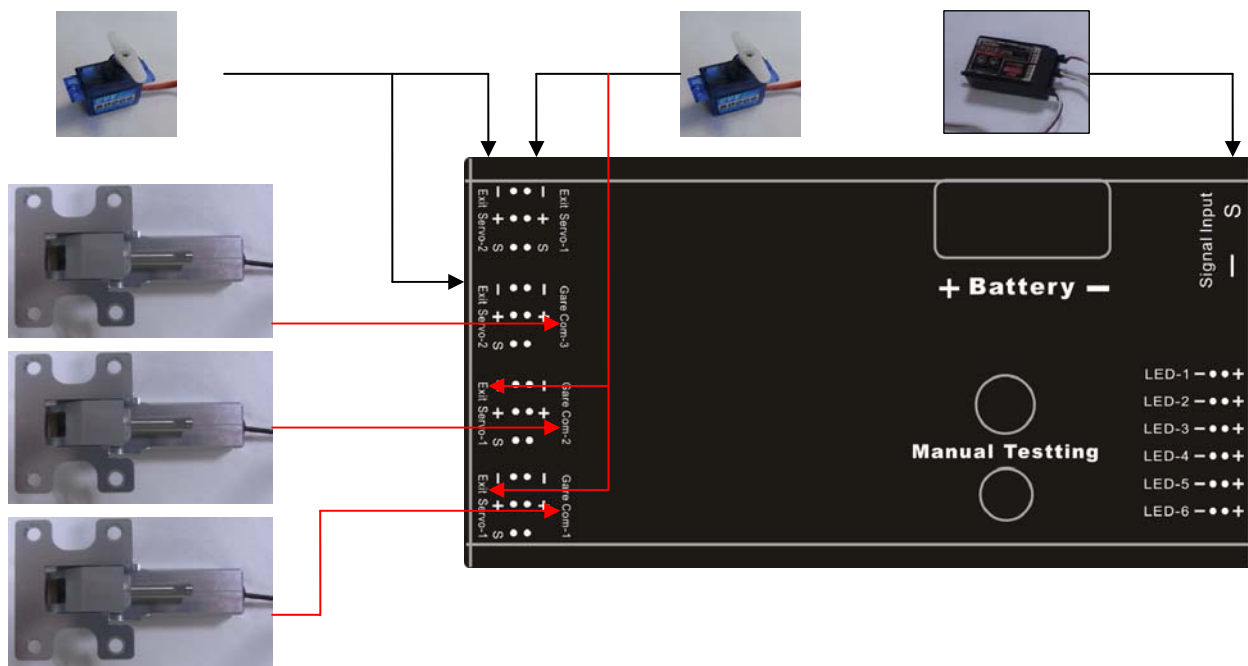 Exit Servo-2 − + S
− + S Exit Servo-1
Exit Servo-2 − + S
− + Gare Com-3
Exit Servo-1 + S
− + Gare Com-2
Exit Servo-1 − + S
− + Gare Com-1
+ Battery −
Manual Testting
Signal Input
S −
LED-1 − +
LED-2 − +
LED-3 − +
LED-4 − +
LED-5 − +
LED-6 − +